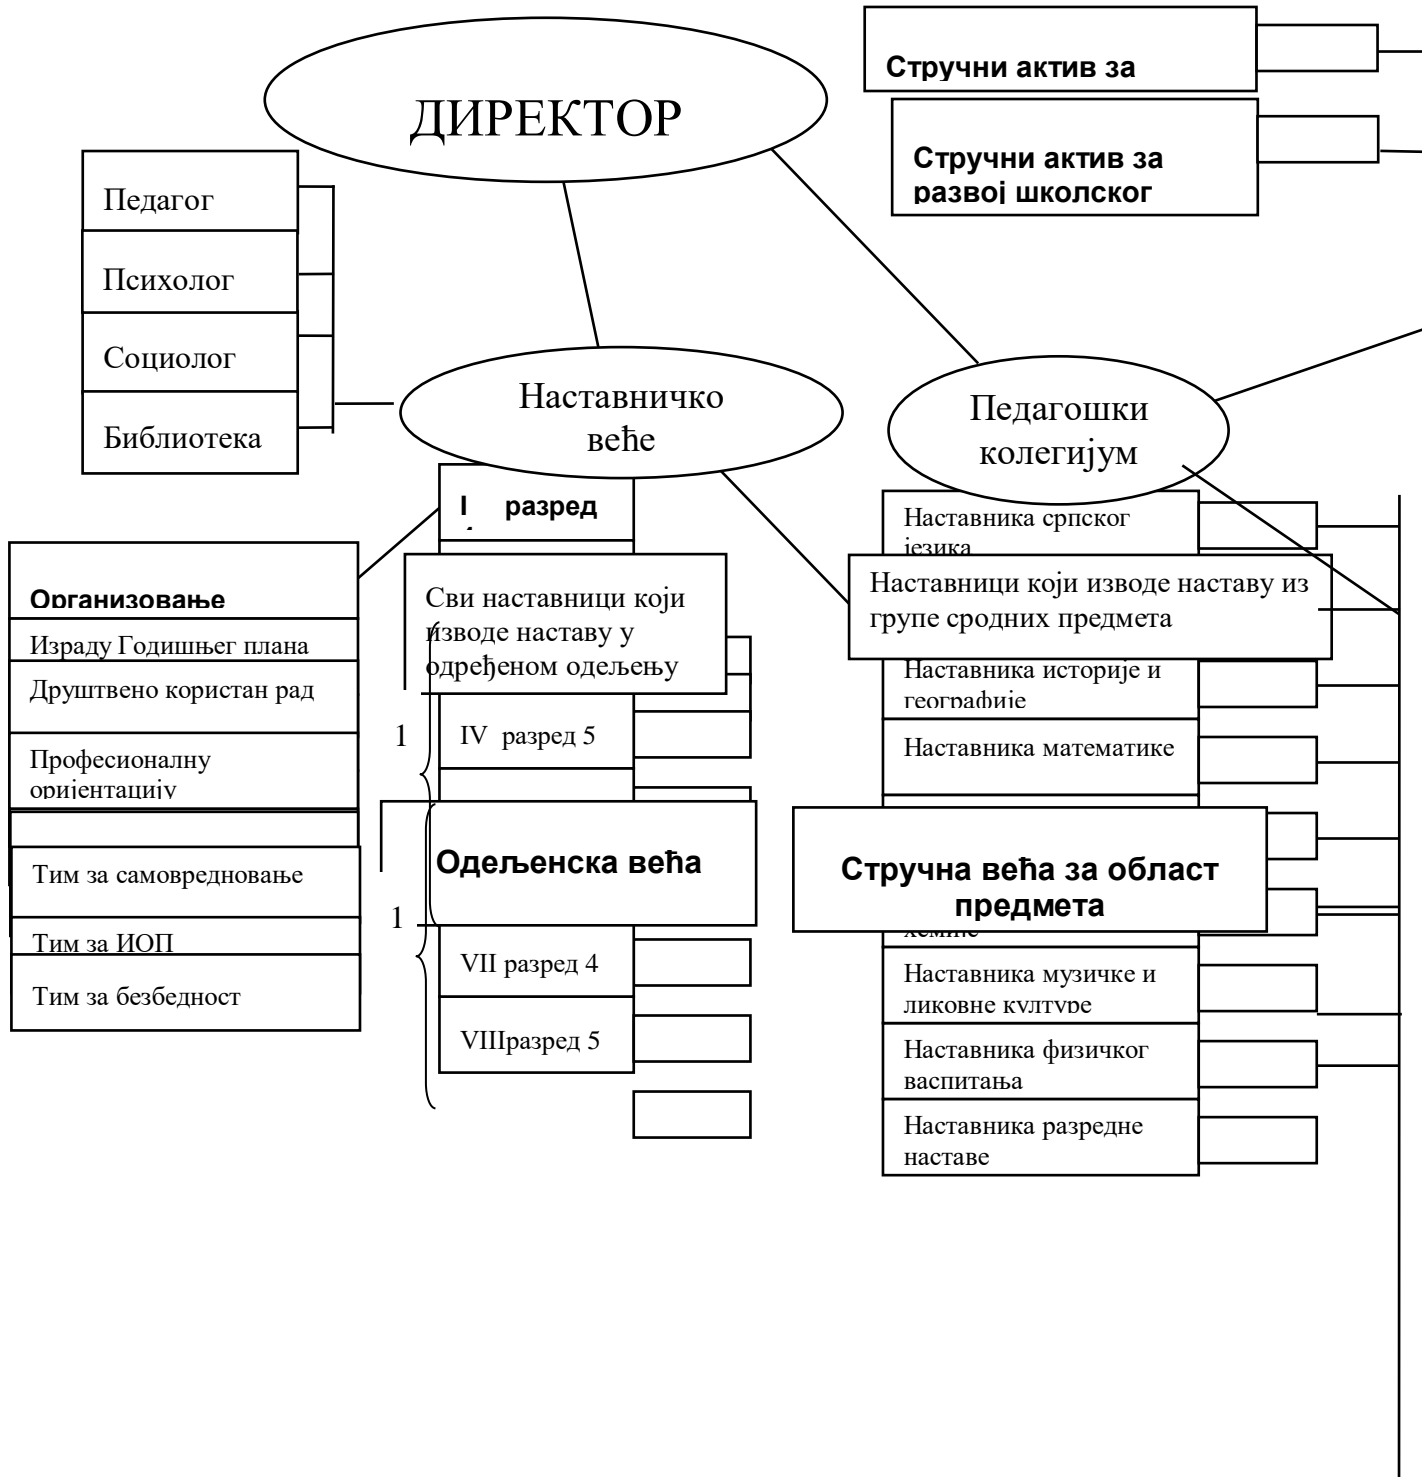 ДИРЕКТОР
Стручни актив за
Стручни актив за
развој школског
Педагог
Психолог
Социолог
Библиотека
Наставничко
веће
Педагошки
колегијум
I разред
Организовање
Израду Годишњег плана
Друштвено користан рад
Професионалну
оријентацију
Тим за самовредновање
Тим за ИОП
Тим за безбедност
Сви наставници који
изводе наставу у
одређеном одељењу
1
IV разред 5
Одељенска већа
1
VII разред 4
VIIIразред 5
Наставника српског
језика
Наставници који изводе наставу из
групе сродних предмета
Наставника историје и
географије
Наставника математике
Стручна већа за област
предмета
хемије
Наставника музичке и
ликовне културе
Наставника физичког
васпитања
Наставника разредне
наставе